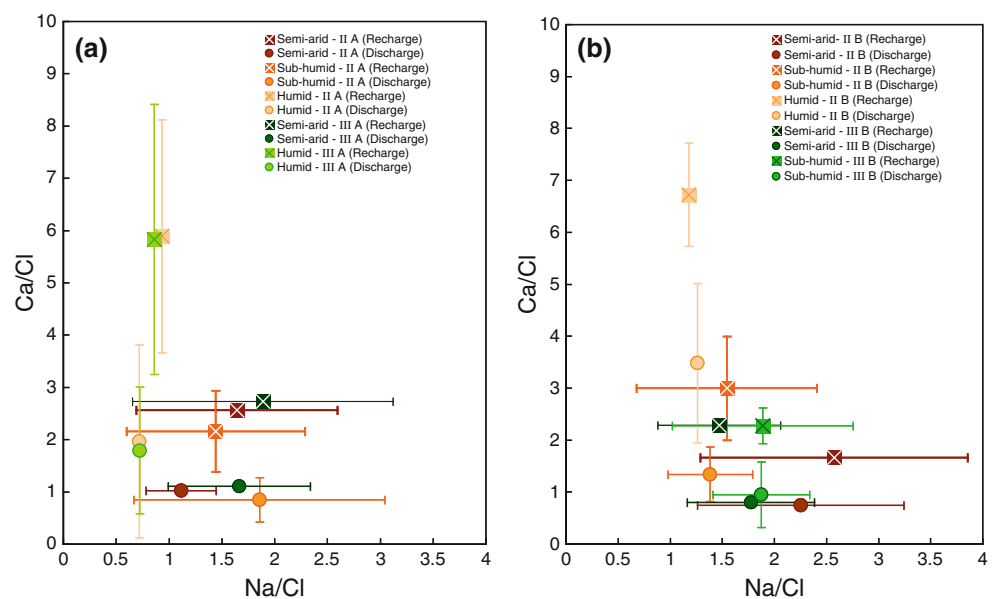 (a)
Semi-arid - II A (Recharge)
Semi-arid - II A (Discharge)
Sub-humid - II A (Recharge)
Sub-humid - II A (Discharge)
Humid - II A (Recharge)
Humid - II A (Discharge)
Semi-arid - III A (Recharge)
Semi-arid - III A (Discharge)
Humid - III A (Recharge)
Humid - III A (Discharge)
10
9
8
7
6
5
4
3
2
1
0
Ca/Cl
0 0.5 1 1.5 2 2.5 3 3.5 4
Na/Cl
(b)
Semi-arid- II B (Recharge)
Semi-arid - II B (Discharge)
Sub-humid - II B (Recharge)
Sub-humid - II B (Discharge)
Humid - II B (Recharge)
Humid - II B (Discharge)
Semi-arid - III B (Recharge)
Semi-arid - III B (Discharge)
Sub-humid - III B (Recharge)
Sub-humid - III B (Discharge)
10
9
8
7
6
5
4
3
2
1
0
Ca/Cl
0 0.5 1 1.5 2 2.5 3 3.5 4
Na/Cl